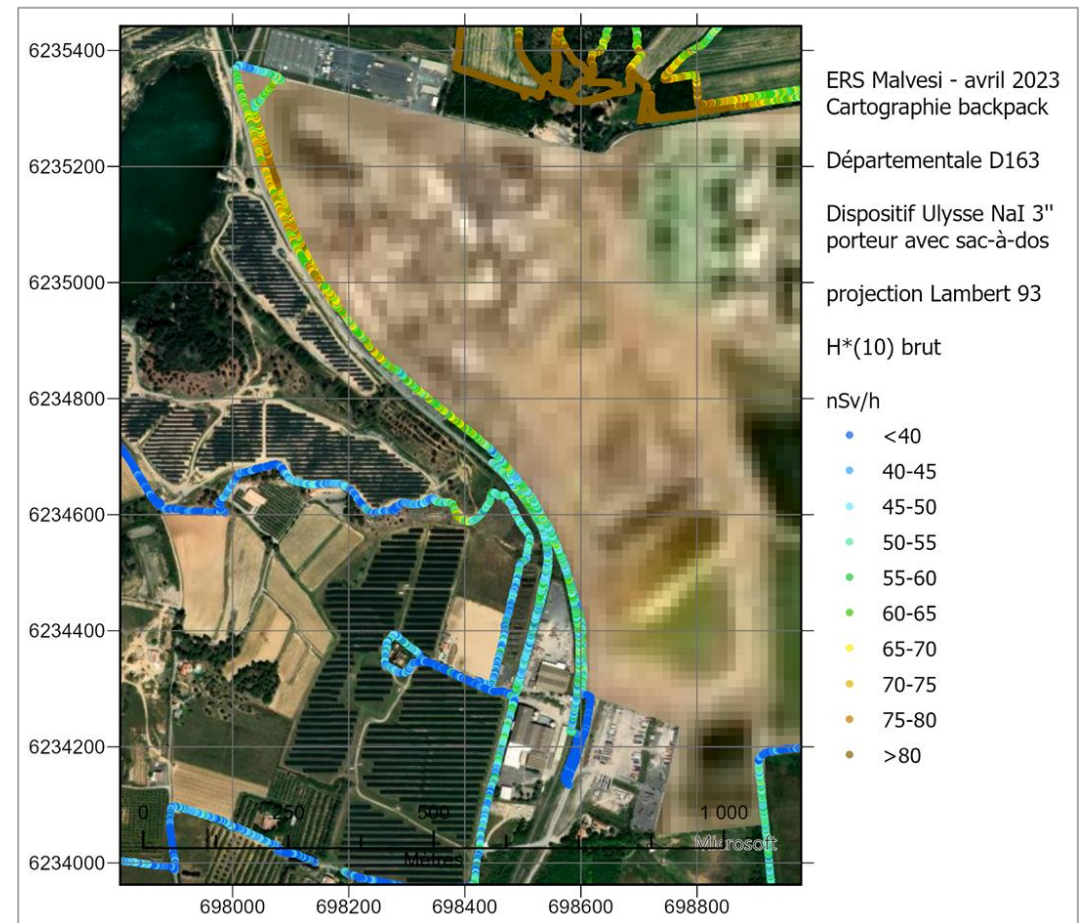 ERS Malvesi - avril 2023
Cartographie backpack
Départementale D163
Dispositif Ulysse NaI 3"
porteur avec sac-à-dos
projection Lambert 93
H*(10) brut
nSv/h
<40
40-45
45-50
50-55
55-60
60-65
65-70
70-75
75-80
>80
6235400
6235200
6235000
6234800
6234600
6234400
6234200
6234000
0 250 500 1 000
Mètres
Microsoft
698000 698200 698400 698600 698800